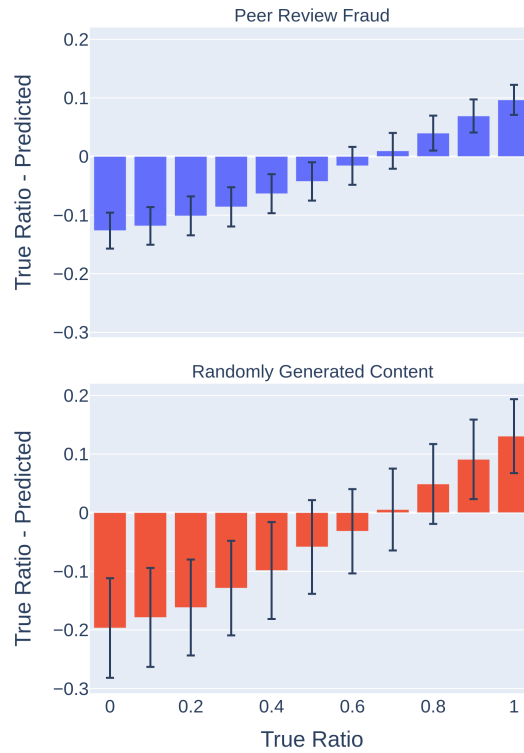 Peer Review Fraud
0.2
0.1
0
−0.1
−0.2
−0.3
True Ratio - Predicted
Randomly Generated Content
0.2
0.1
0
−0.1
−0.2
−0.3
True Ratio - Predicted
0 0.2 0.4 0.6 0.8 1
True Ratio